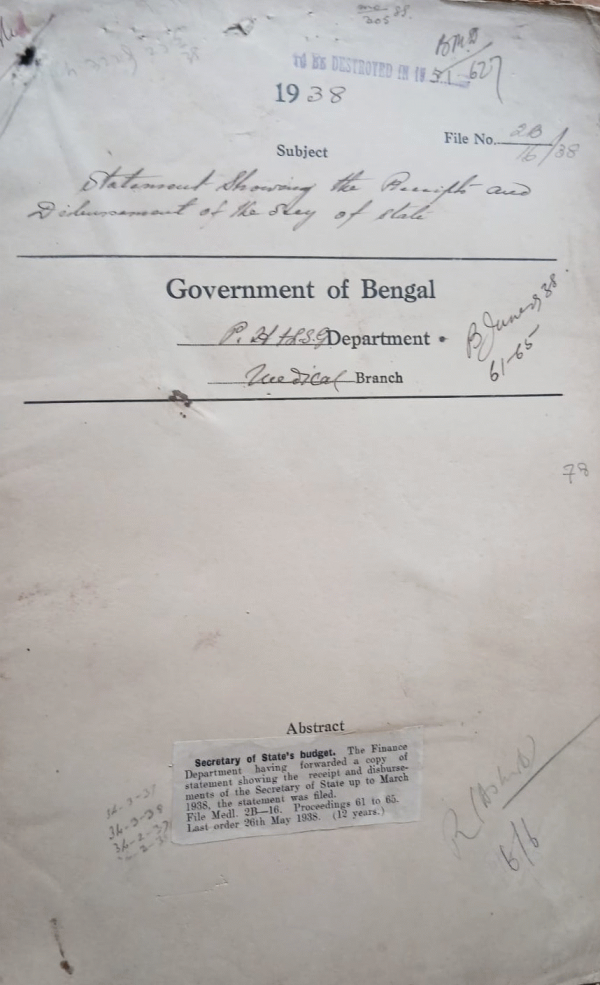 TO BE DESTROYED IN 19
1938
File No. 2B/16/38
Subject
Statement Showing the Receipts and
Disbursement of the Secy of State
Government of Bengal
P. H & L.S.G Department
Medical Branch
B June 38
61-65
78
Abstract
Secretary of State's budget. The Finance
Department having forwarded a copy of
statement showing the receipt and disburse-
ments of the Secretary of State up to March
1938, the statement was filed.
File Medl. 2B—16. Proceedings 61 to 65.
Last order 26th May 1938. (12 years.)
6/6